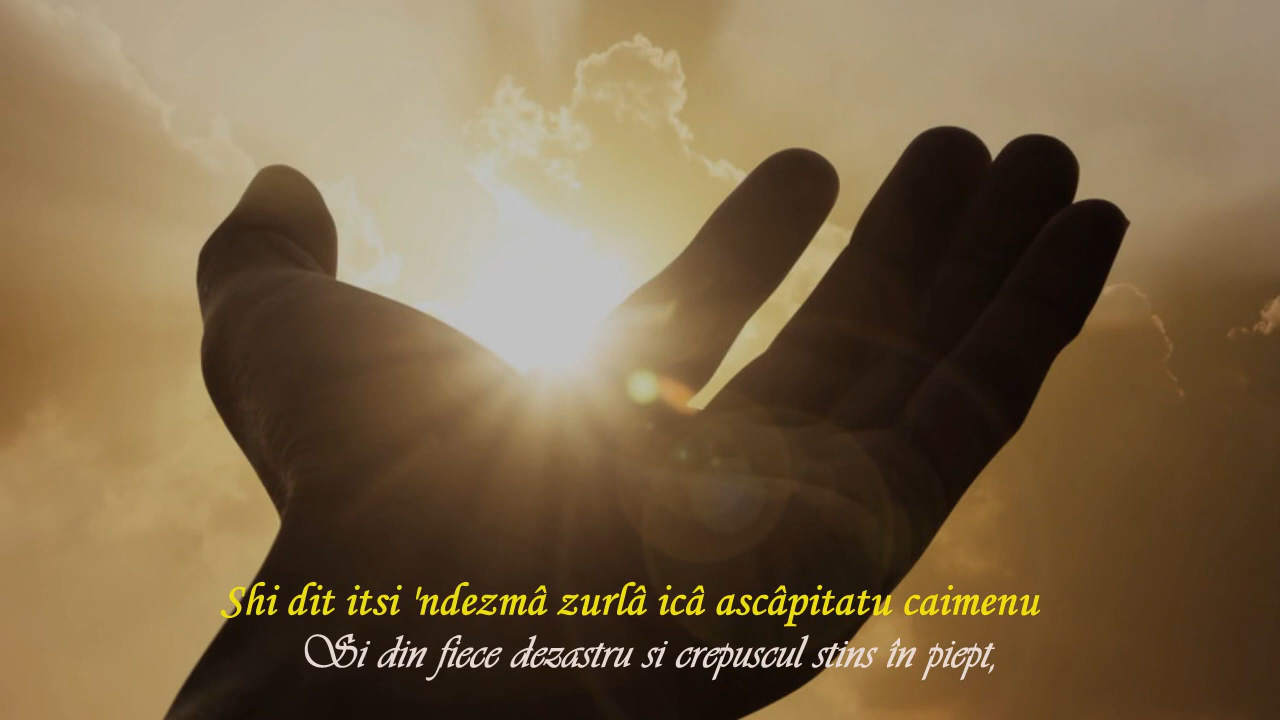 Shi dit itsi 'ndezmâ zurlâ icâ ascâpitatu caimenu
Si din fiece dezastru si crepuscul stins în piept,